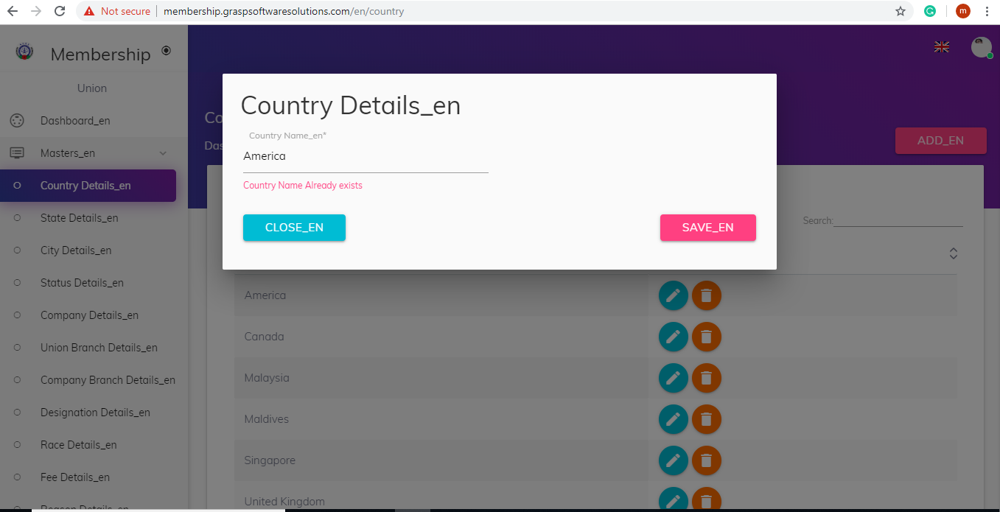 Not secure | membership.graspsoftwaresolutions.com/en/country
m
Membership
Union
Dashboard_en
Masters_en
Country Details_en
State Details_en
City Details_en
Status Details_en
Company Details_en
Union Branch Details_en
Company Branch Details_en
Designation Details_en
Race Details_en
Fee Details_en
Reason Details_en
Co
Das
ADD_EN
Country Details_en
Country Name_en*
America
Country Name Already exists
CLOSE_EN
SAVE_EN
Search:
America
Canada
Malaysia
Maldives
Singapore
United Kingdom